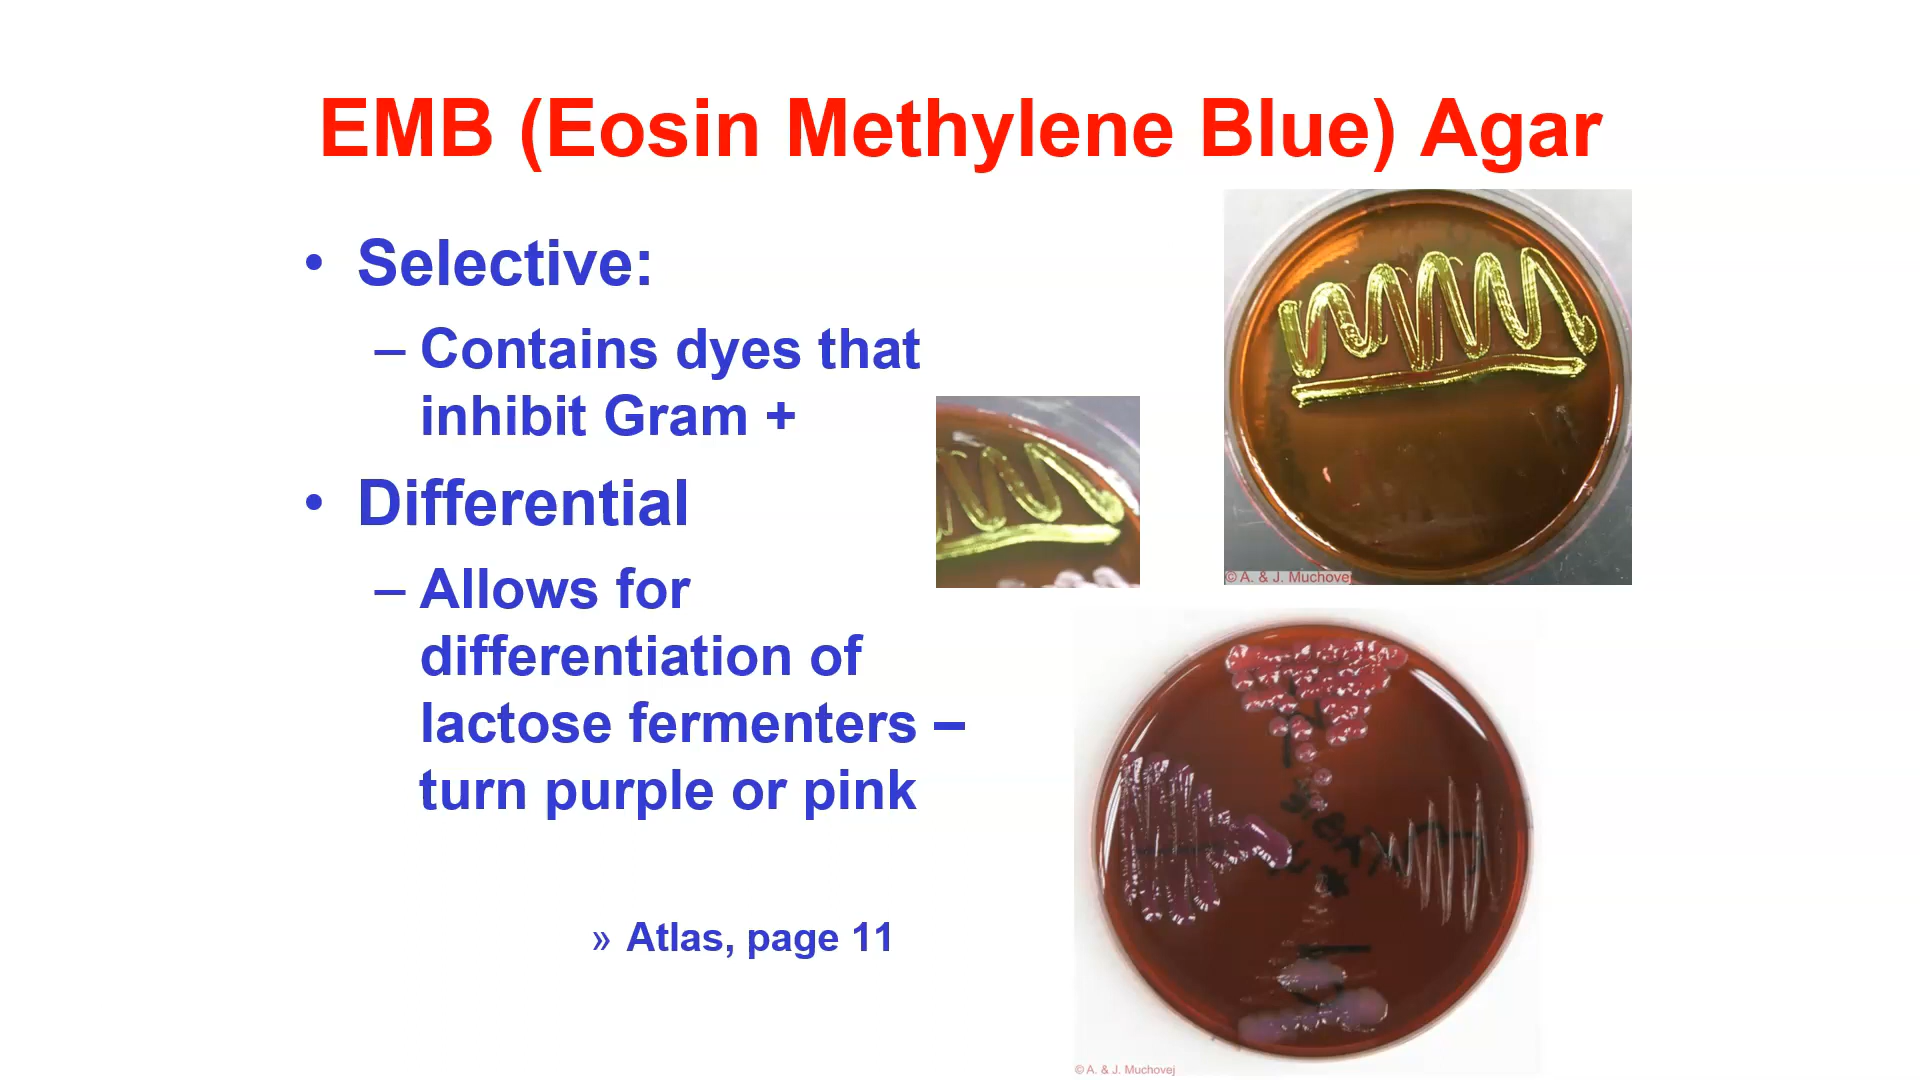 EMB (Eosin Methylene Blue) Agar
• Selective:
– Contains dyes that
inhibit Gram +
• Differential
– Allows for
differentiation of
lactose fermenters –
turn purple or pink
» Atlas, page 11
© A. & J. Muchovej
© A. & J. Muchovej